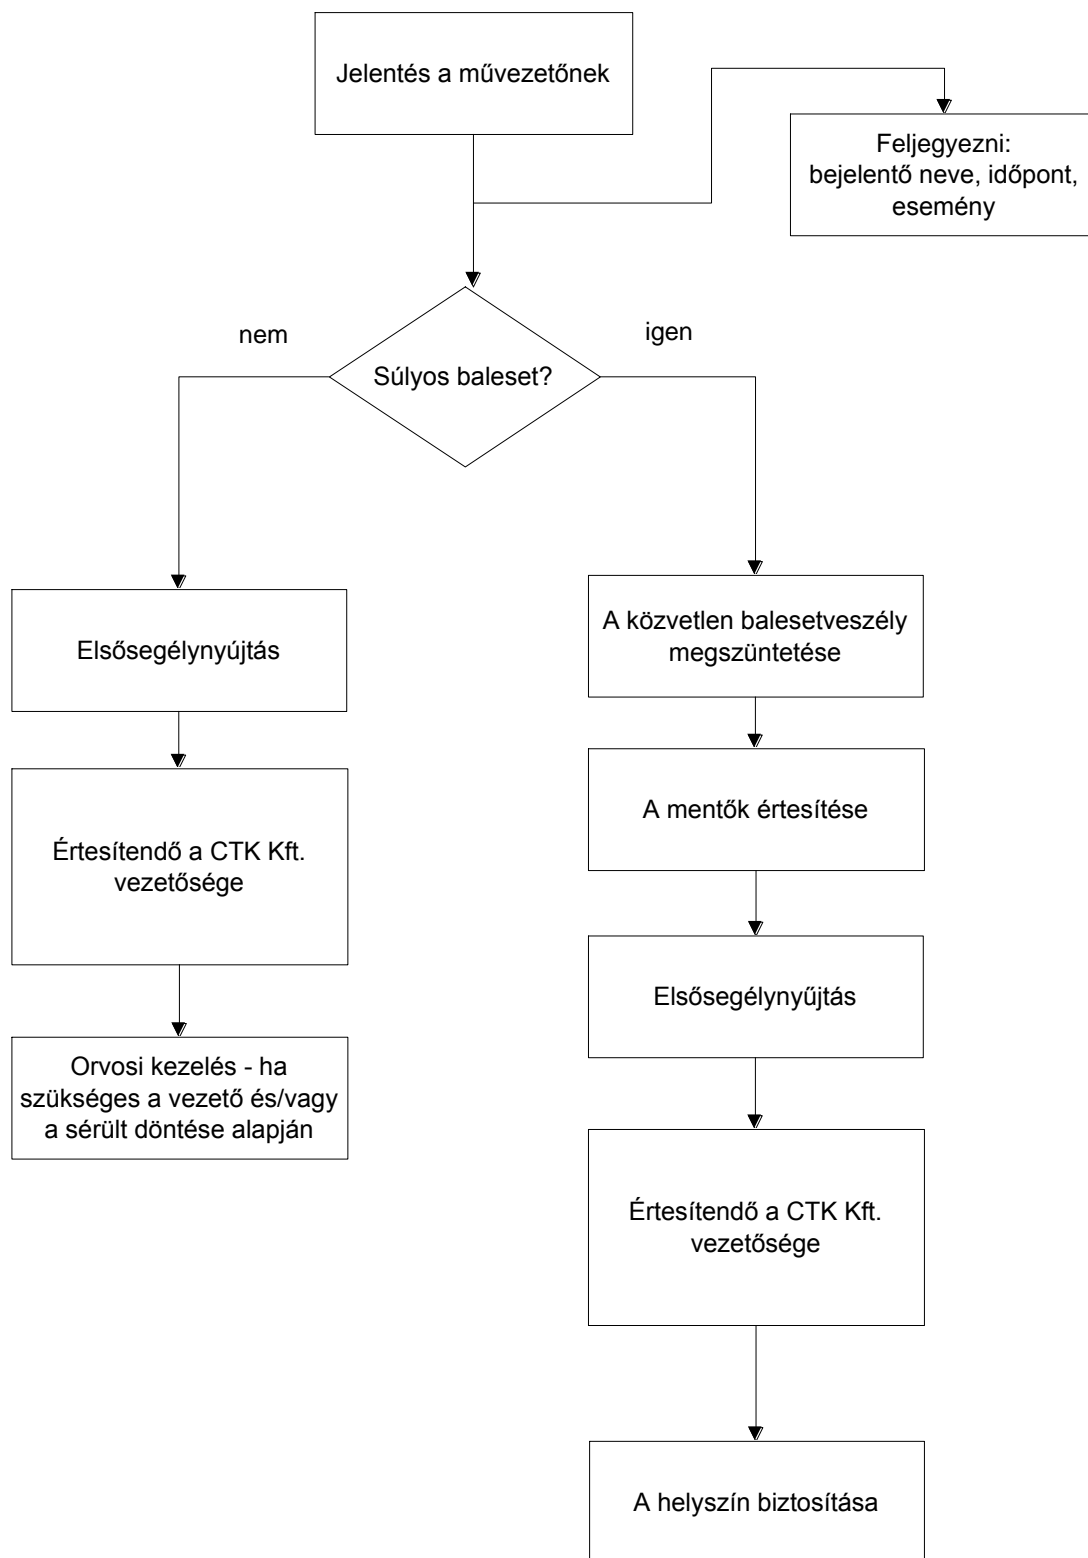 Jelentés a művezetőnek
Feljegyezni:
bejelentő neve, időpont,
esemény
nem
igen
Súlyos baleset?
Elsősegélynyújtás
Értesítendő a CTK Kft.
vezetősége
Orvosi kezelés - ha
szükséges a vezető és/vagy
a sérült döntése alapján
A közvetlen balesetveszély
megszüntetése
A mentők értesítése
Elsősegélynyűjtás
Értesítendő a CTK Kft.
vezetősége
A helyszín biztosítása